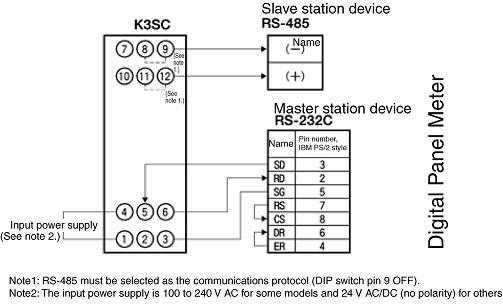 Slave station device
K3SC
RS-485
7 8 9
Name
(−)
(See note 1.)
10 11 12
(+)
(See note 1.)
Master station device
RS-232C
Name Pin number, IBM PS/2 style
SD 3
RD 2
SG 5
RS 7
CS 8
DR 6
ER 4
4 5 6
Input power supply
(See note 2.)
1 2 3
Digital Panel Meter
Note1: RS-485 must be selected as the communications protocol (DIP switch pin 9 OFF).
Note2: The input power supply is 100 to 240 V AC for some models and 24 V AC/DC (no polarity) for others